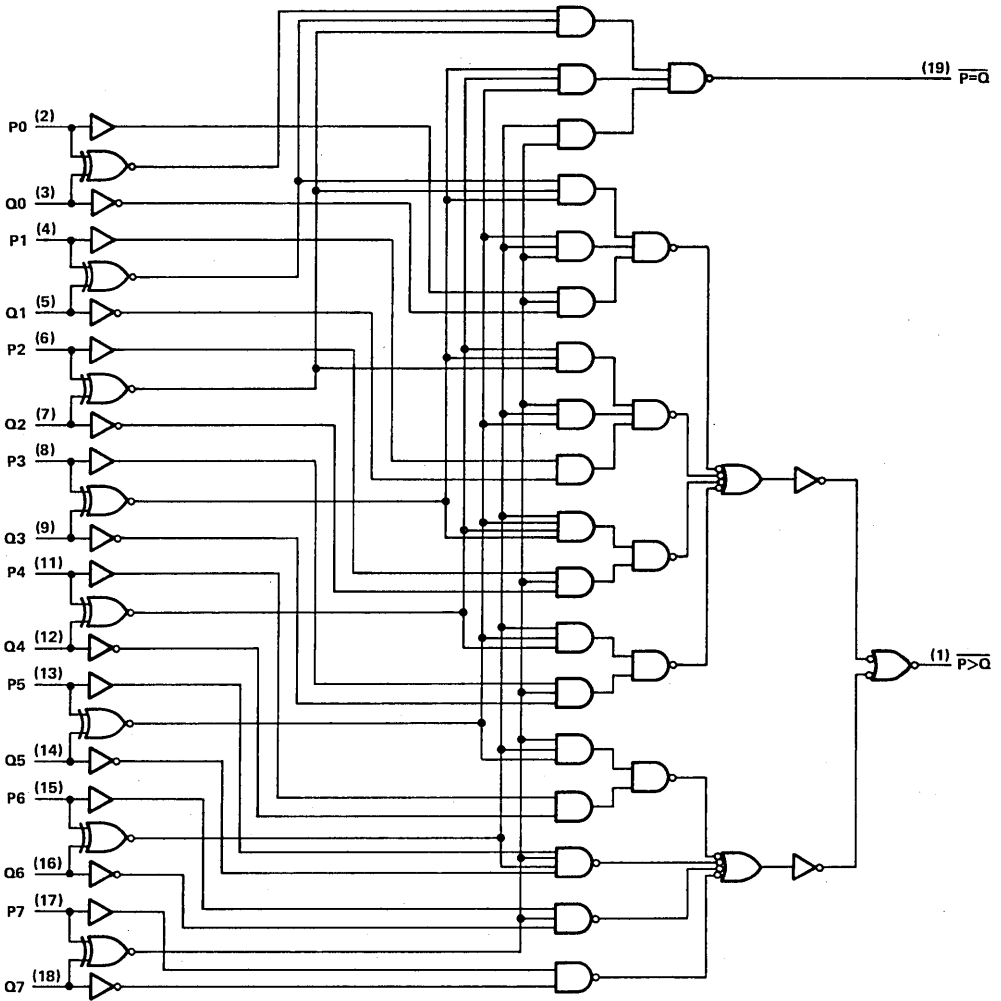 (19) P=Q
P0 (2)
Q0 (3)
P1 (4)
Q1 (5)
P2 (6)
Q2 (7)
P3 (8)
Q3 (9)
P4 (11)
Q4 (12)
(1) P>Q
P5 (13)
Q5 (14)
P6 (15)
Q6 (16)
P7 (17)
Q7 (18)